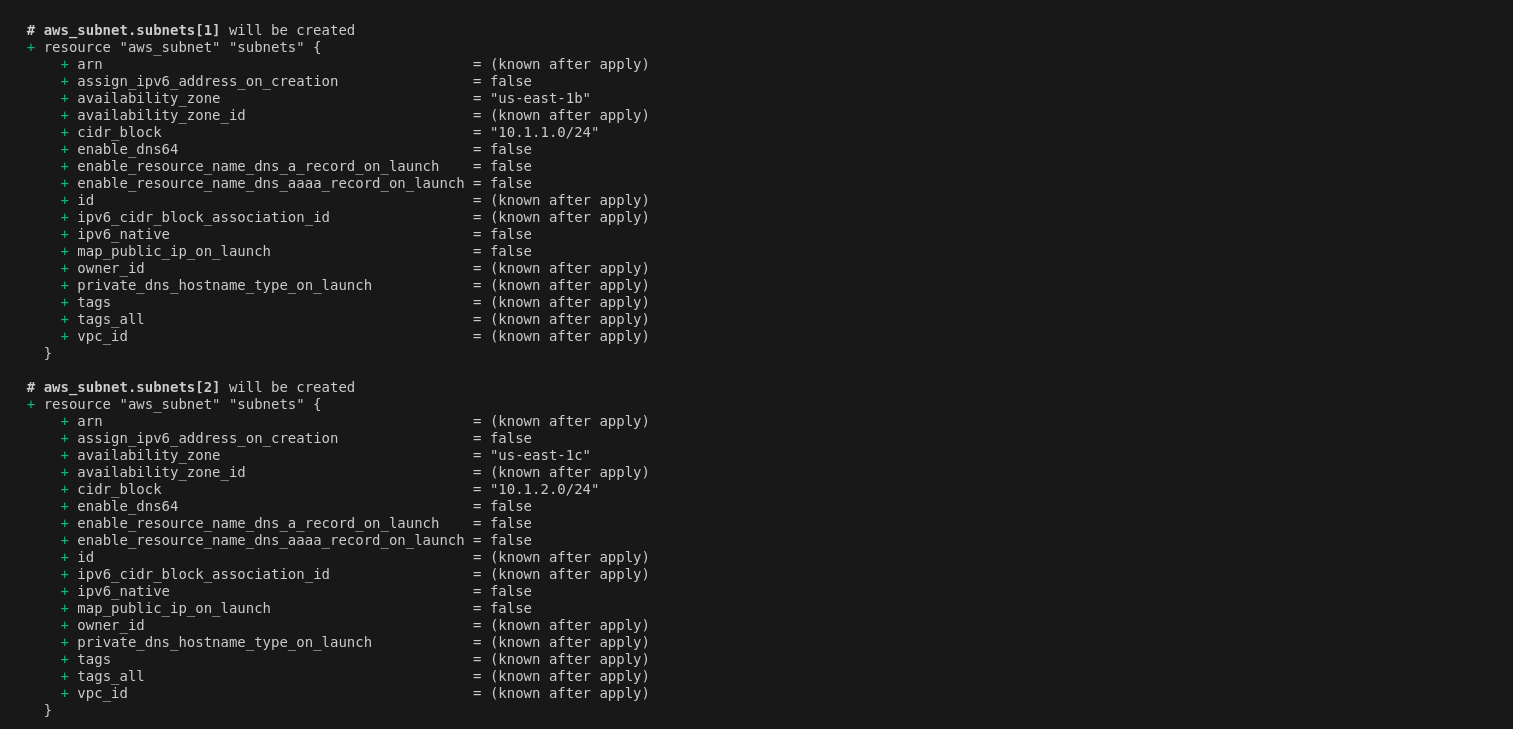 # aws_subnet.subnets[1] will be created
+ resource "aws_subnet" "subnets" {
    + arn                                            = (known after apply)
    + assign_ipv6_address_on_creation                = false
    + availability_zone                              = "us-east-1b"
    + availability_zone_id                           = (known after apply)
    + cidr_block                                     = "10.1.1.0/24"
    + enable_dns64                                   = false
    + enable_resource_name_dns_a_record_on_launch    = false
    + enable_resource_name_dns_aaaa_record_on_launch = false
    + id                                             = (known after apply)
    + ipv6_cidr_block_association_id                 = (known after apply)
    + ipv6_native                                    = false
    + map_public_ip_on_launch                        = false
    + owner_id                                       = (known after apply)
    + private_dns_hostname_type_on_launch            = (known after apply)
    + tags                                           = (known after apply)
    + tags_all                                       = (known after apply)
    + vpc_id                                         = (known after apply)
  }

# aws_subnet.subnets[2] will be created
+ resource "aws_subnet" "subnets" {
    + arn                                            = (known after apply)
    + assign_ipv6_address_on_creation                = false
    + availability_zone                              = "us-east-1c"
    + availability_zone_id                           = (known after apply)
    + cidr_block                                     = "10.1.2.0/24"
    + enable_dns64                                   = false
    + enable_resource_name_dns_a_record_on_launch    = false
    + enable_resource_name_dns_aaaa_record_on_launch = false
    + id                                             = (known after apply)
    + ipv6_cidr_block_association_id                 = (known after apply)
    + ipv6_native                                    = false
    + map_public_ip_on_launch                        = false
    + owner_id                                       = (known after apply)
    + private_dns_hostname_type_on_launch            = (known after apply)
    + tags                                           = (known after apply)
    + tags_all                                       = (known after apply)
    + vpc_id                                         = (known after apply)
  }